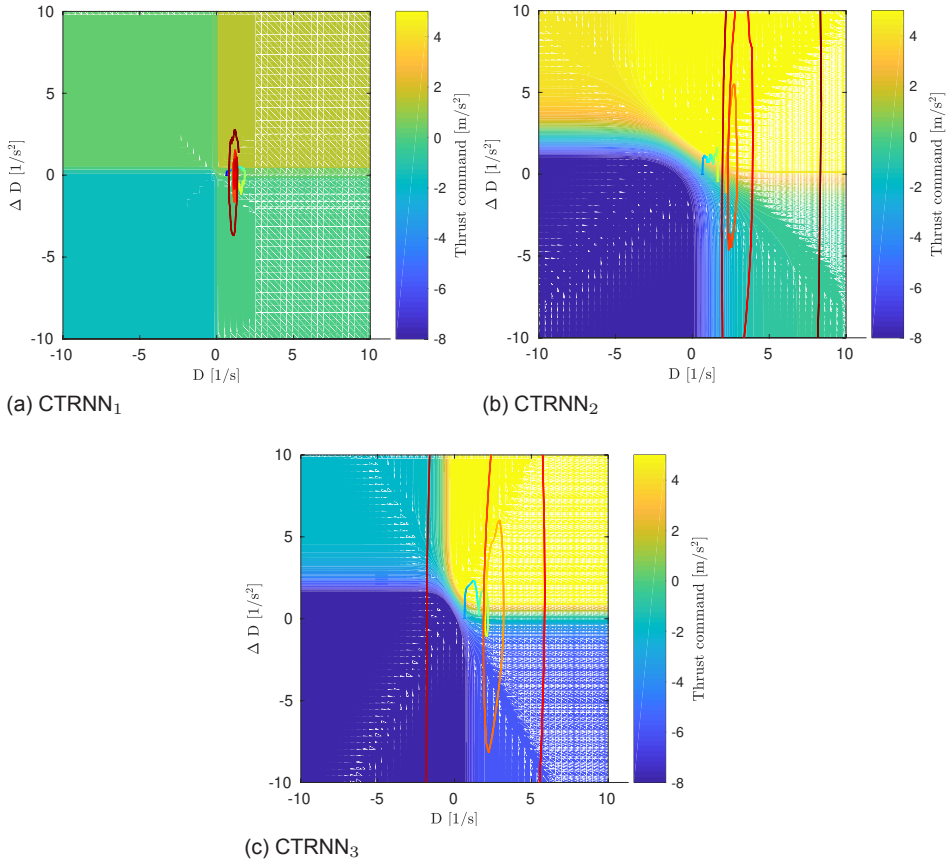 10
5
0
-5
-10
Δ D [1/s²]
-10 -5 0 5 10
D [1/s]
4
2
0
-2
-4
-6
-8
Thrust command [m/s²]
(a) CTRNN₁
10
5
0
-5
-10
Δ D [1/s²]
-10 -5 0 5 10
D [1/s]
4
2
0
-2
-4
-6
-8
Thrust command [m/s²]
(b) CTRNN₂
10
5
0
-5
-10
Δ D [1/s²]
-10 -5 0 5 10
D [1/s]
4
2
0
-2
-4
-6
-8
Thrust command [m/s²]
(c) CTRNN₃